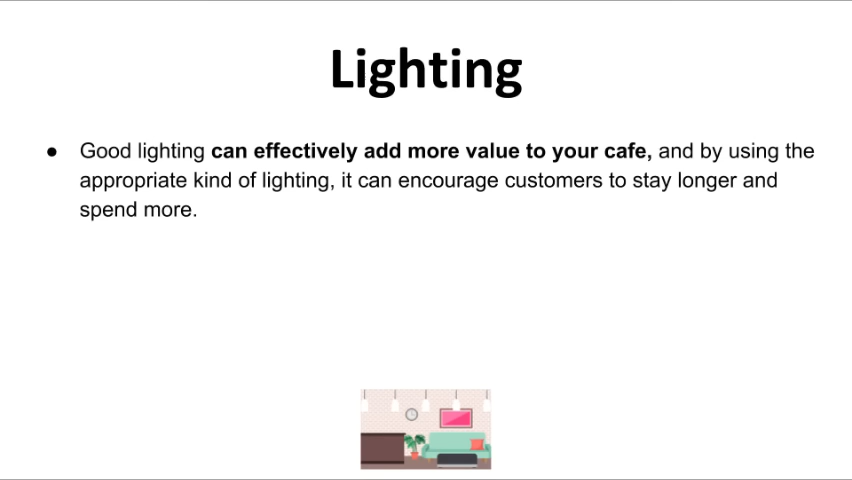 Lighting
● Good lighting can effectively add more value to your cafe, and by using the
appropriate kind of lighting, it can encourage customers to stay longer and
spend more.